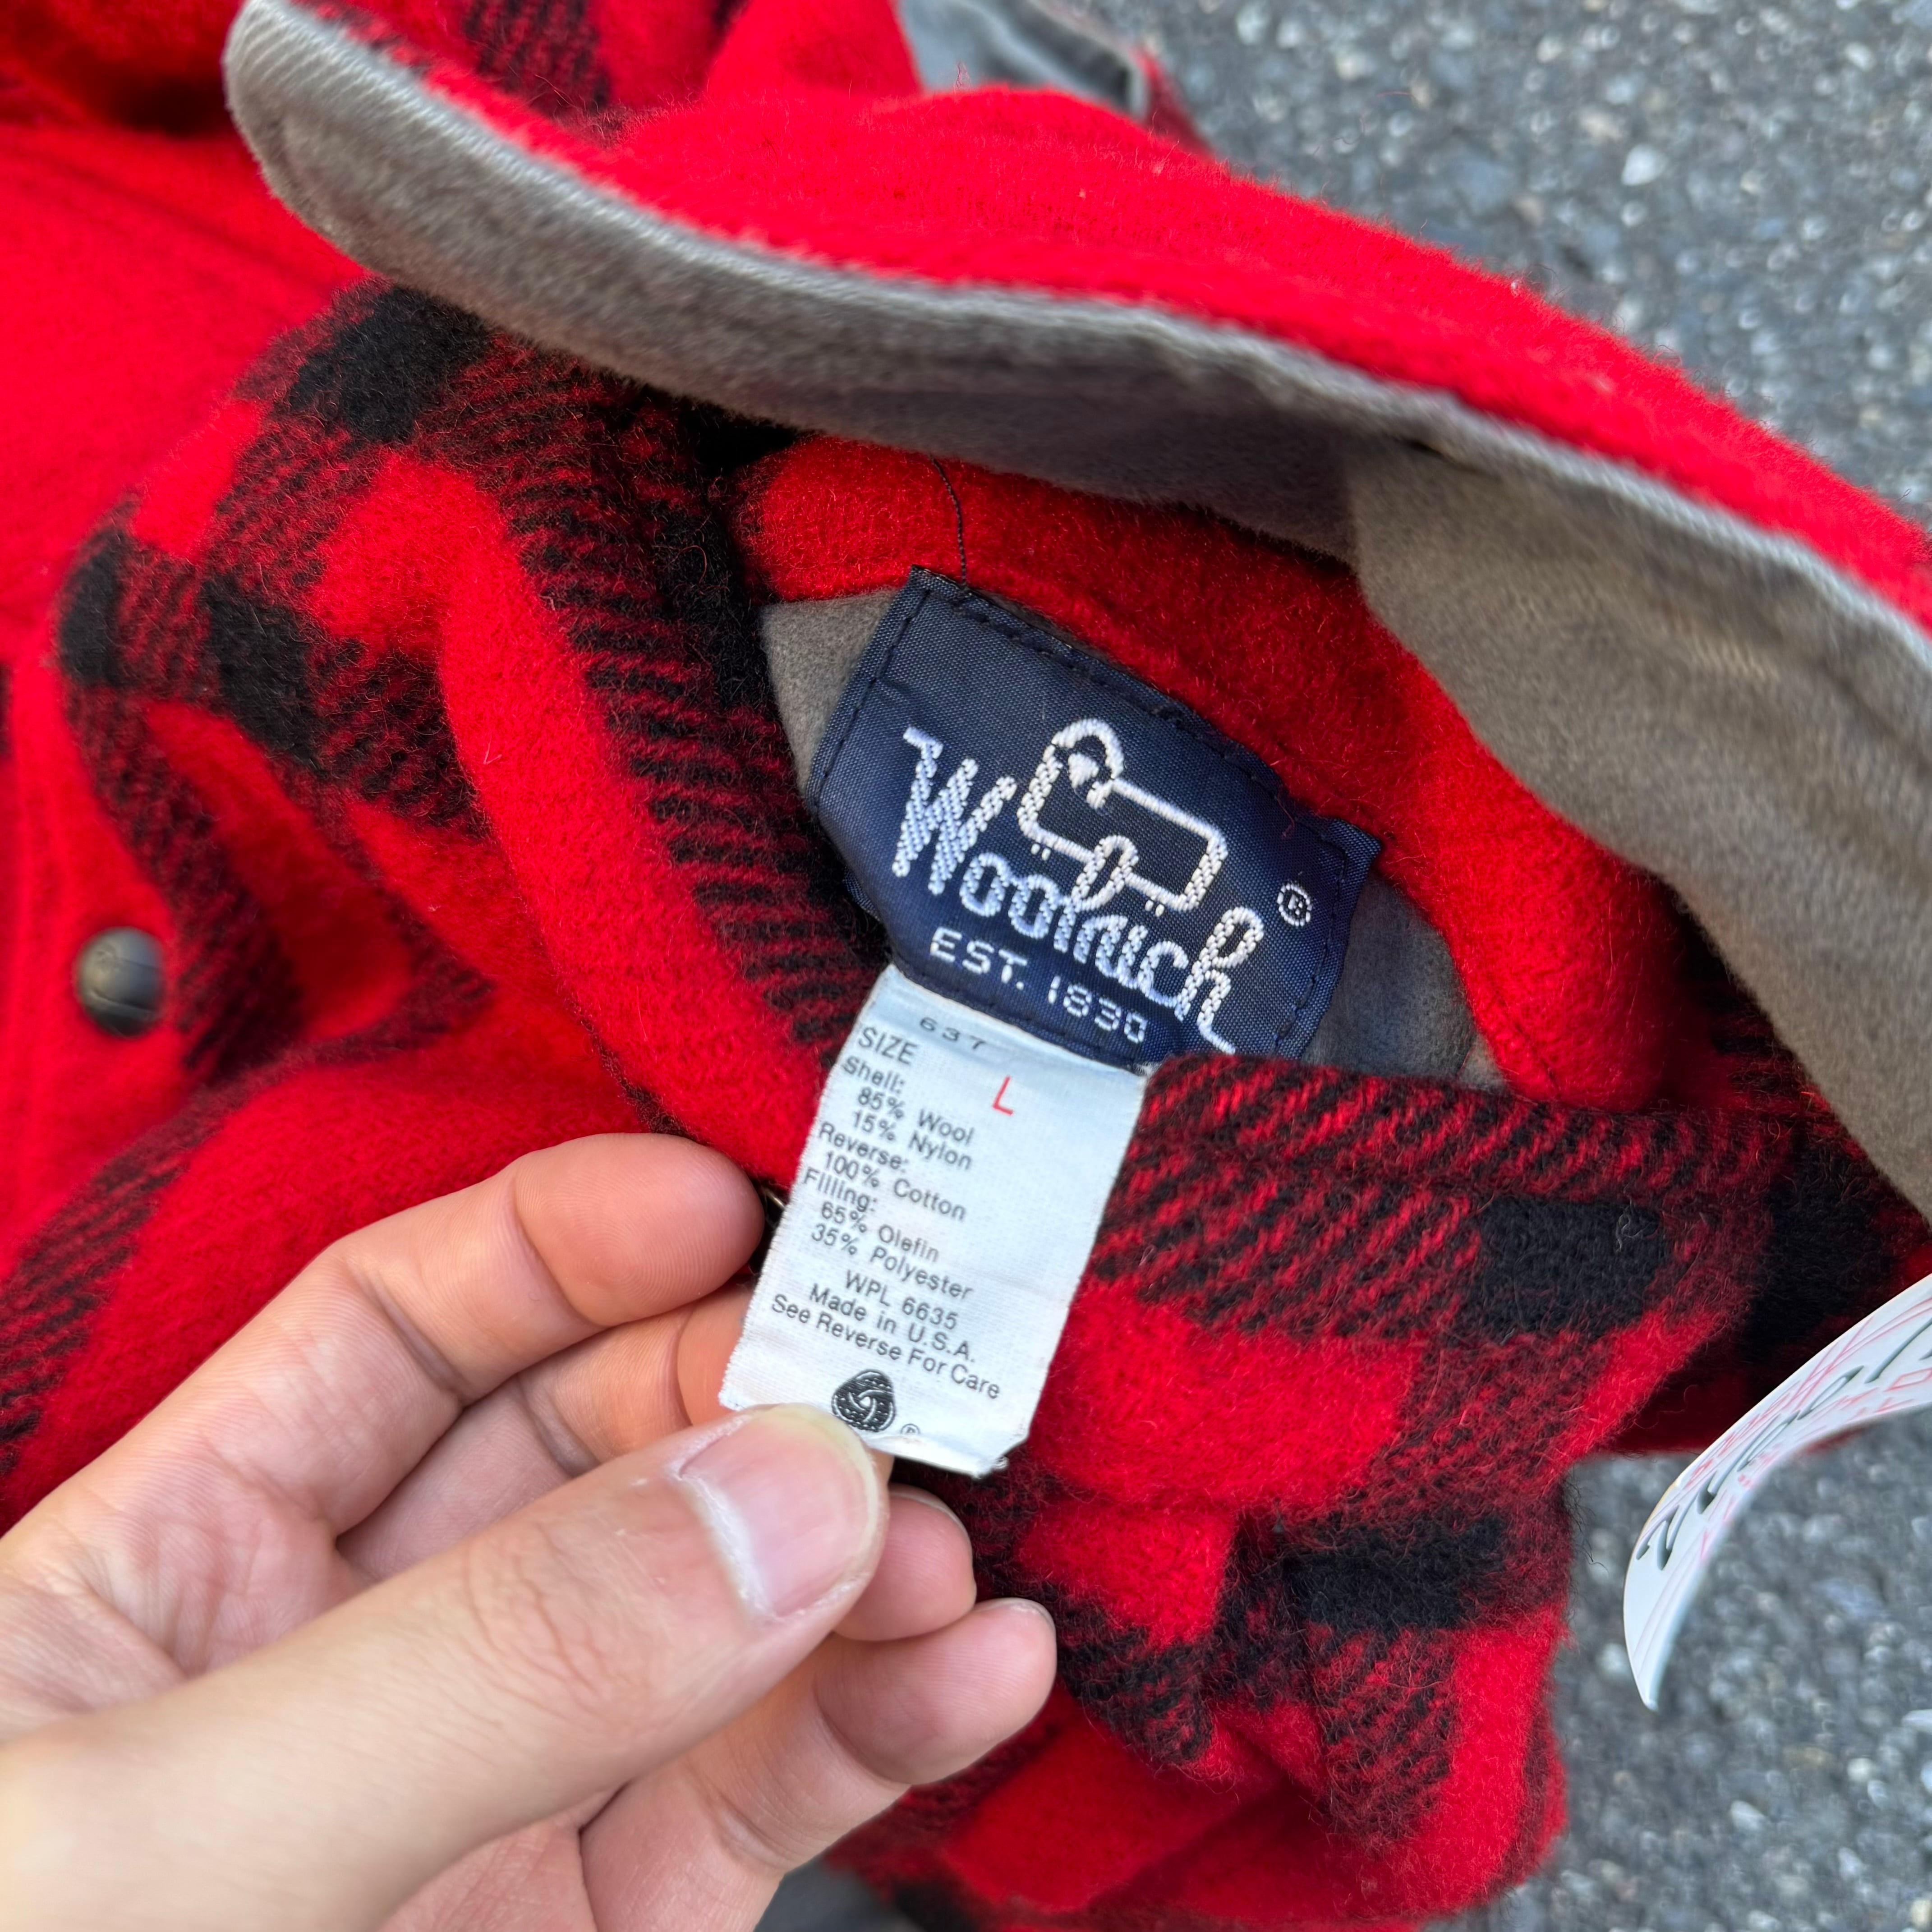 Woolrich ®
EST. 1830
637
SIZE L
Shell:
85% Wool
15% Nylon
Reverse:
100% Cotton
Filling:
65% Olefin
35% Polyester
WPL 6635
Made in U.S.A.
See Reverse For Care
®